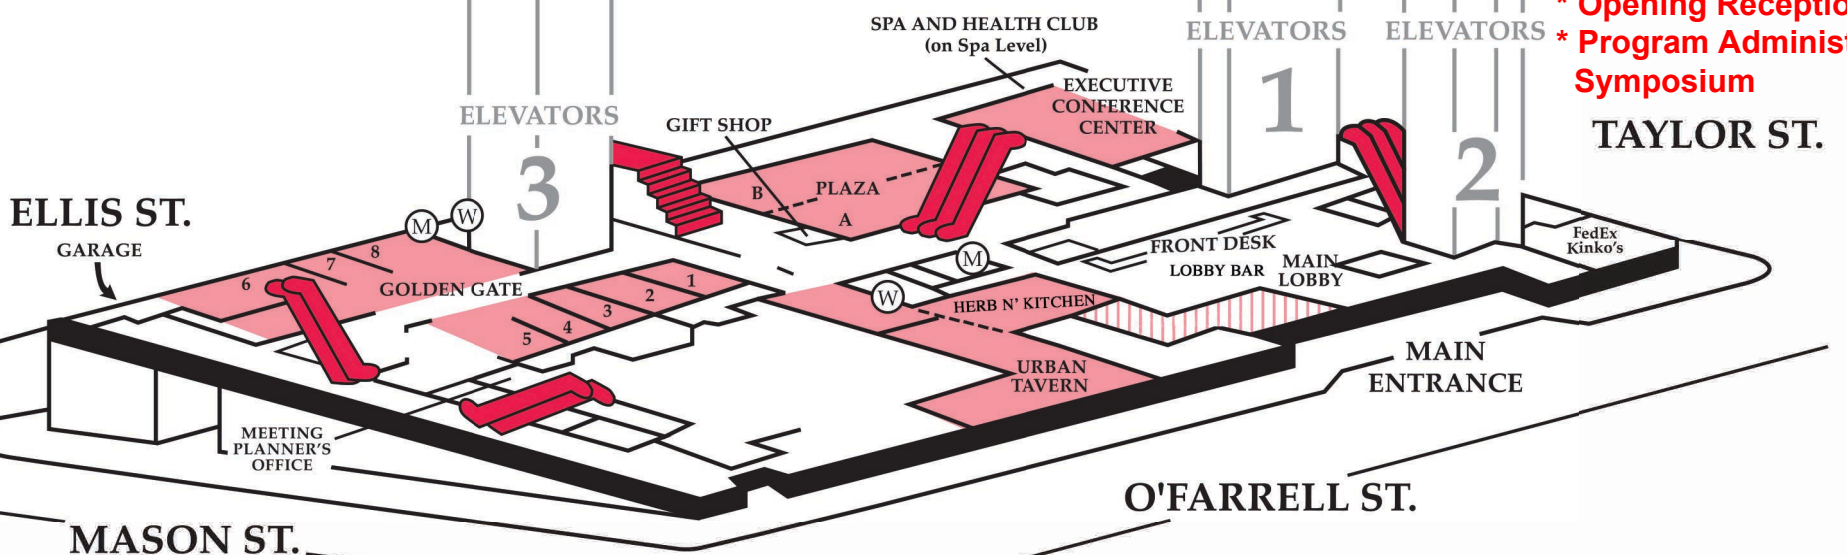 * Opening Receptio
* Program Adminis
Symposium
SPA AND HEALTH CLUB
(on Spa Level)
ELEVATORS
1
ELEVATORS
2
TAYLOR ST.
EXECUTIVE
CONFERENCE
CENTER
ELEVATORS
3
GIFT SHOP
B
PLAZA
A
ELLIS ST.
GARAGE
M
W
8
7
6
GOLDEN GATE
1
2
3
4
5
M
W
FRONT DESK
LOBBY BAR
MAIN
LOBBY
FedEx
Kinko's
HERB N' KITCHEN
URBAN
TAVERN
MAIN
ENTRANCE
MEETING
PLANNER'S
OFFICE
O'FARRELL ST.
MASON ST.